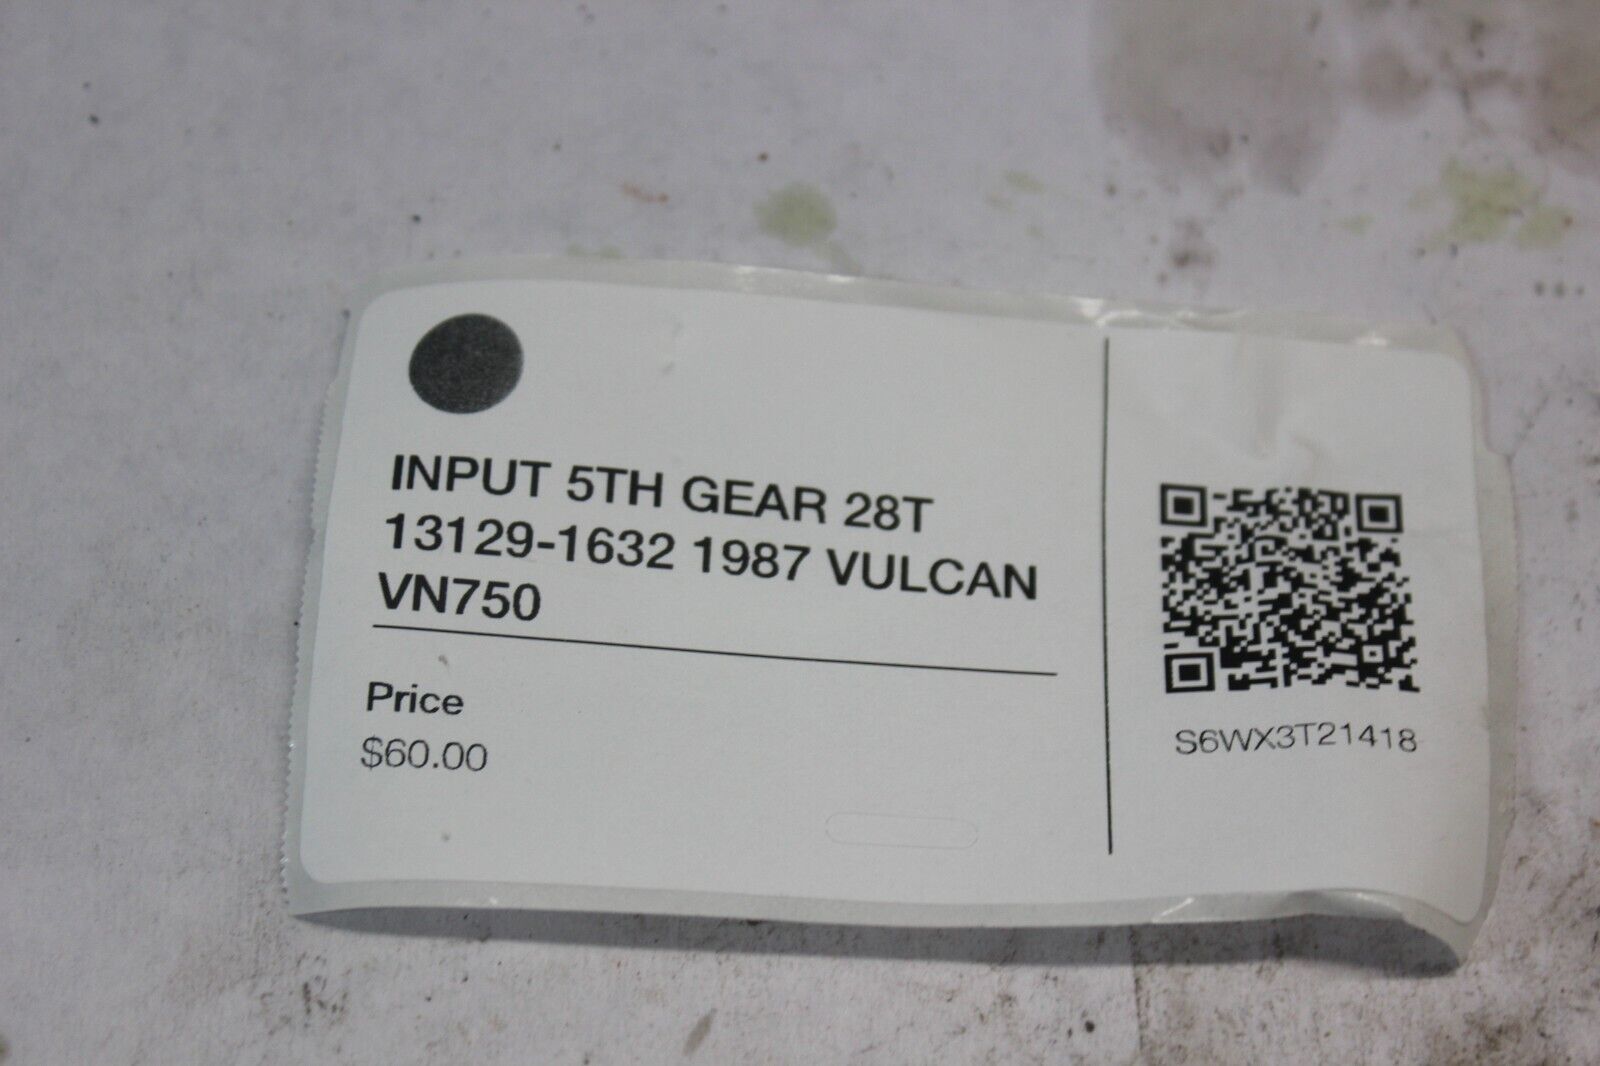 INPUT 5TH GEAR 28T
13129-1632 1987 VULCAN
VN750
Price
$60.00
S6WX3T21418